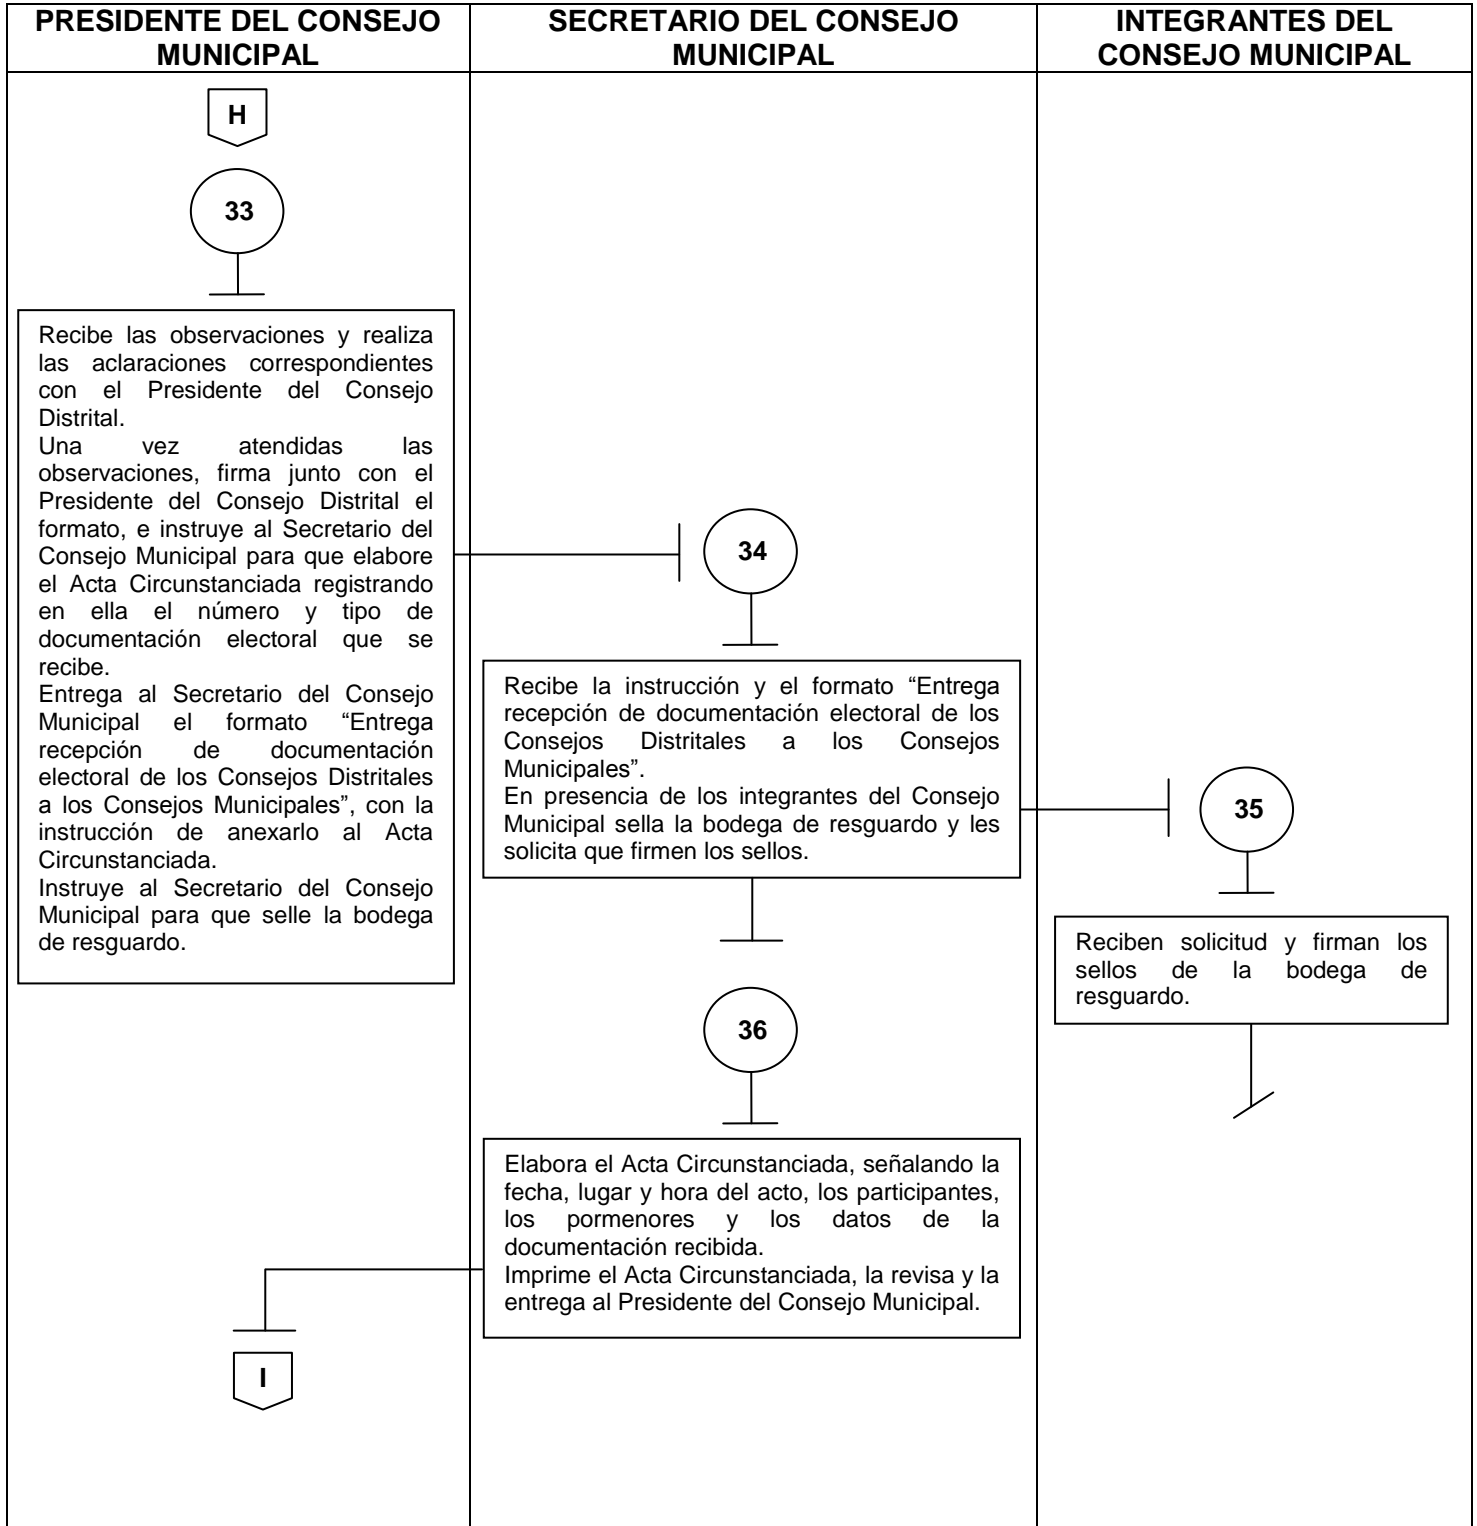 PRESIDENTE DEL CONSEJO
MUNICIPAL
SECRETARIO DEL CONSEJO
MUNICIPAL
INTEGRANTES DEL
CONSEJO MUNICIPAL
H
33
Recibe las observaciones y realiza
las aclaraciones correspondientes
con el Presidente del Consejo
Distrital.
Una vez atendidas las
observaciones, firma junto con el
Presidente del Consejo Distrital el
formato, e instruye al Secretario del
Consejo Municipal para que elabore
el Acta Circunstanciada registrando
en ella el número y tipo de
documentación electoral que se
recibe.
Entrega al Secretario del Consejo
Municipal el formato “Entrega
recepción de documentación
electoral de los Consejos Distritales
a los Consejos Municipales”, con la
instrucción de anexarlo al Acta
Circunstanciada.
Instruye al Secretario del Consejo
Municipal para que selle la bodega
de resguardo.
34
Recibe la instrucción y el formato “Entrega
recepción de documentación electoral de los
Consejos Distritales a los Consejos
Municipales”.
En presencia de los integrantes del Consejo
Municipal sella la bodega de resguardo y les
solicita que firmen los sellos.
35
Reciben solicitud y firman los
sellos de la bodega de
resguardo.
36
Elabora el Acta Circunstanciada, señalando la
fecha, lugar y hora del acto, los participantes,
los pormenores y los datos de la
documentación recibida.
Imprime el Acta Circunstanciada, la revisa y la
entrega al Presidente del Consejo Municipal.
I